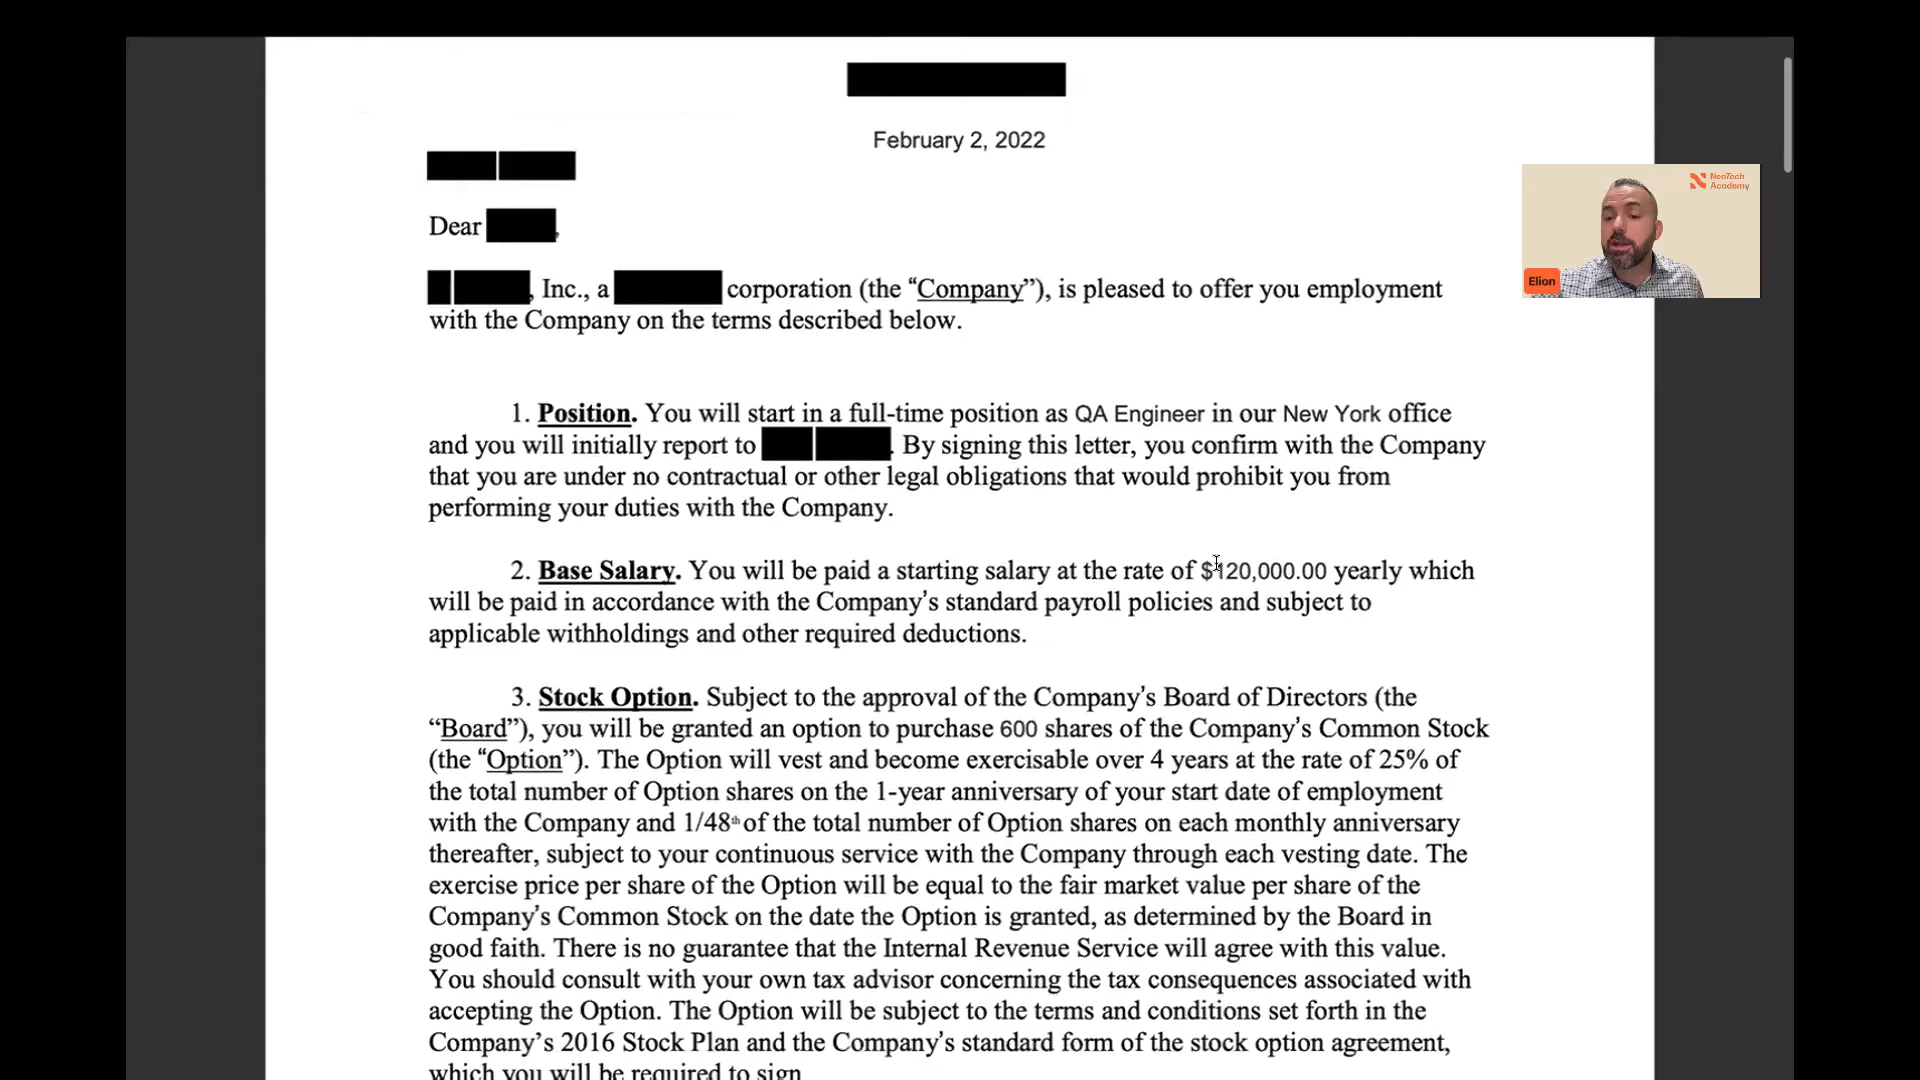 February 2, 2022
NeoTech
Academy
Dear ,
Elion
, Inc., a corporation (the “Company”), is pleased to offer you employment
with the Company on the terms described below.
1. Position. You will start in a full-time position as QA Engineer in our New York office
and you will initially report to . By signing this letter, you confirm with the Company
that you are under no contractual or other legal obligations that would prohibit you from
performing your duties with the Company.
2. Base Salary. You will be paid a starting salary at the rate of $120,000.00 yearly which
will be paid in accordance with the Company’s standard payroll policies and subject to
applicable withholdings and other required deductions.
3. Stock Option. Subject to the approval of the Company’s Board of Directors (the
“Board”), you will be granted an option to purchase 600 shares of the Company’s Common Stock
(the “Option”). The Option will vest and become exercisable over 4 years at the rate of 25% of
the total number of Option shares on the 1-year anniversary of your start date of employment
with the Company and 1/48th of the total number of Option shares on each monthly anniversary
thereafter, subject to your continuous service with the Company through each vesting date. The
exercise price per share of the Option will be equal to the fair market value per share of the
Company’s Common Stock on the date the Option is granted, as determined by the Board in
good faith. There is no guarantee that the Internal Revenue Service will agree with this value.
You should consult with your own tax advisor concerning the tax consequences associated with
accepting the Option. The Option will be subject to the terms and conditions set forth in the
Company’s 2016 Stock Plan and the Company’s standard form of the stock option agreement,
which you will be required to sign